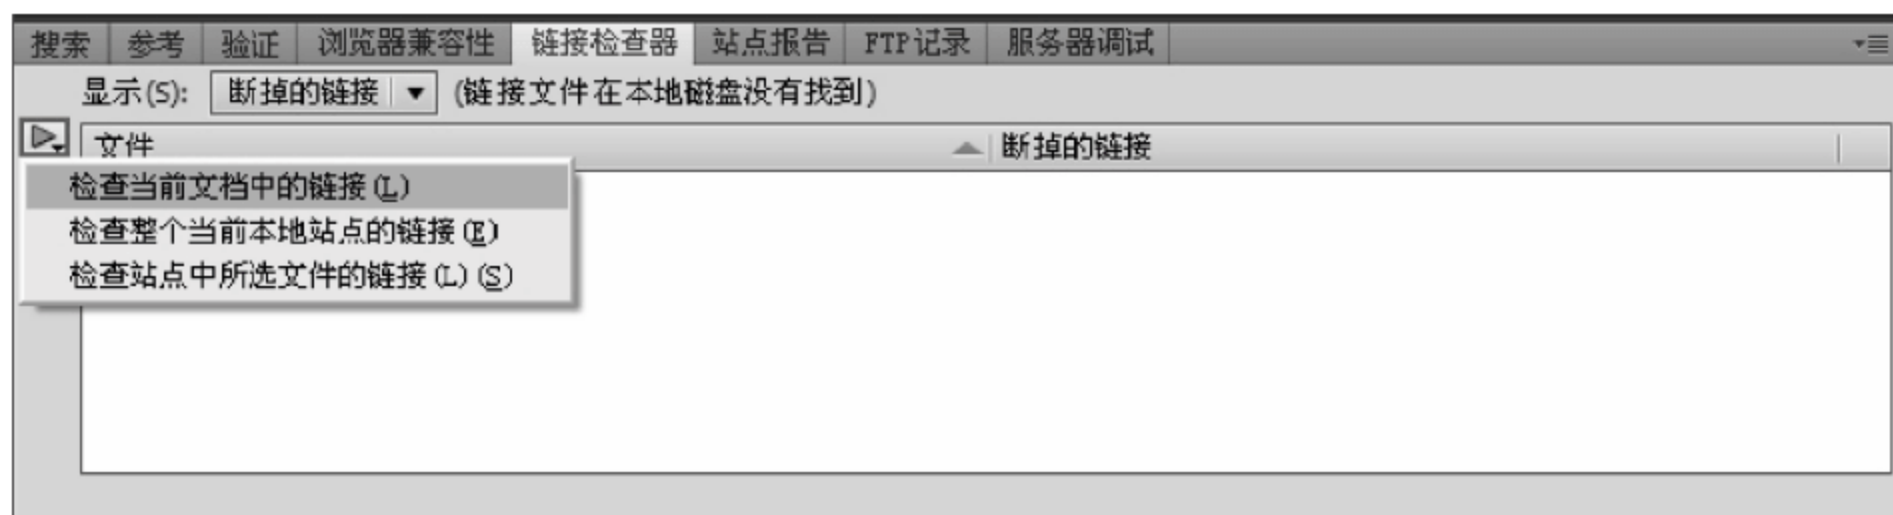 搜索 参考 验证 浏览器兼容性 链接检查器 站点报告 FTP记录 服务器调试
显示(S): 断掉的链接 (链接文件在本地磁盘没有找到)
文件 断掉的链接
检查当前文档中的链接(L)
检查整个当前本地站点的链接(E)
检查站点中所选文件的链接(L)(S)